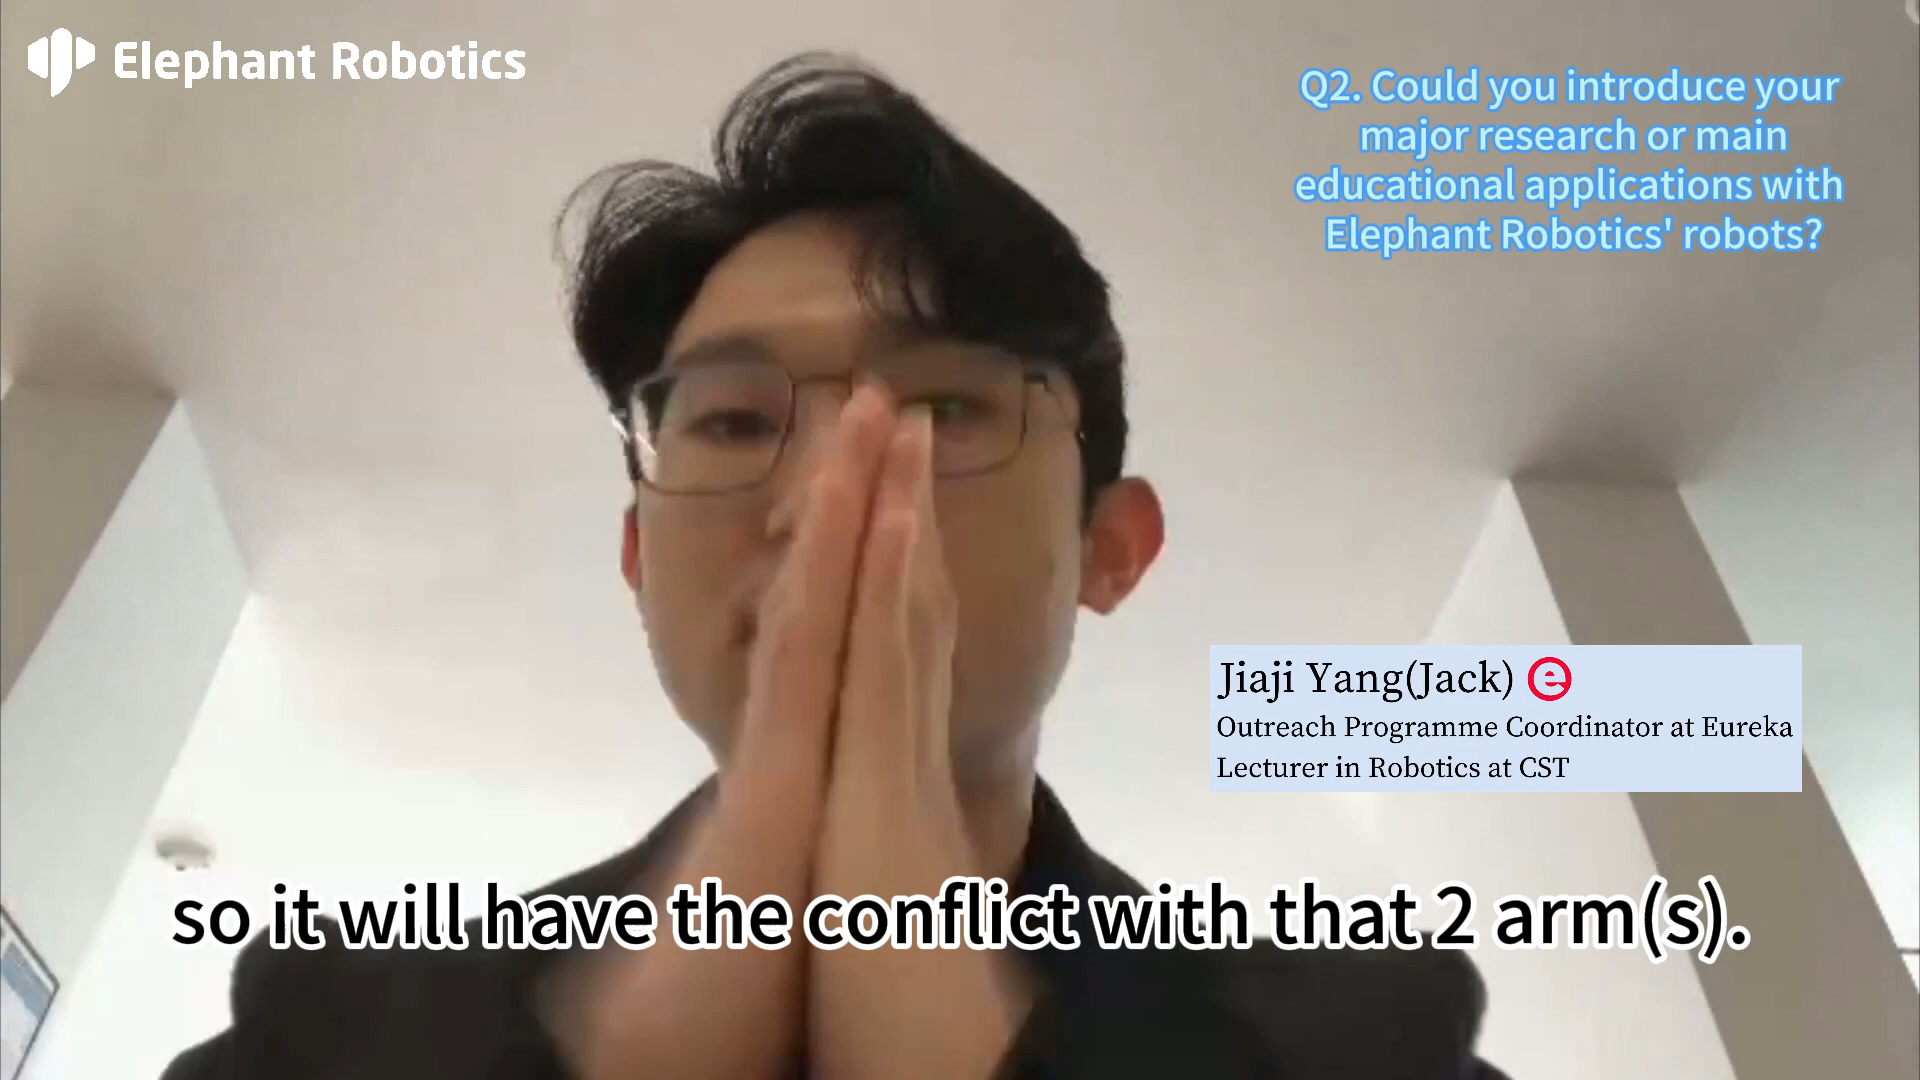 Elephant Robotics
Q2. Could you introduce your
major research or main
educational applications with
Elephant Robotics' robots?
Jiaji Yang(Jack)
Outreach Programme Coordinator at Eureka
Lecturer in Robotics at CST
so it will have the conflict with that 2 arm(s).